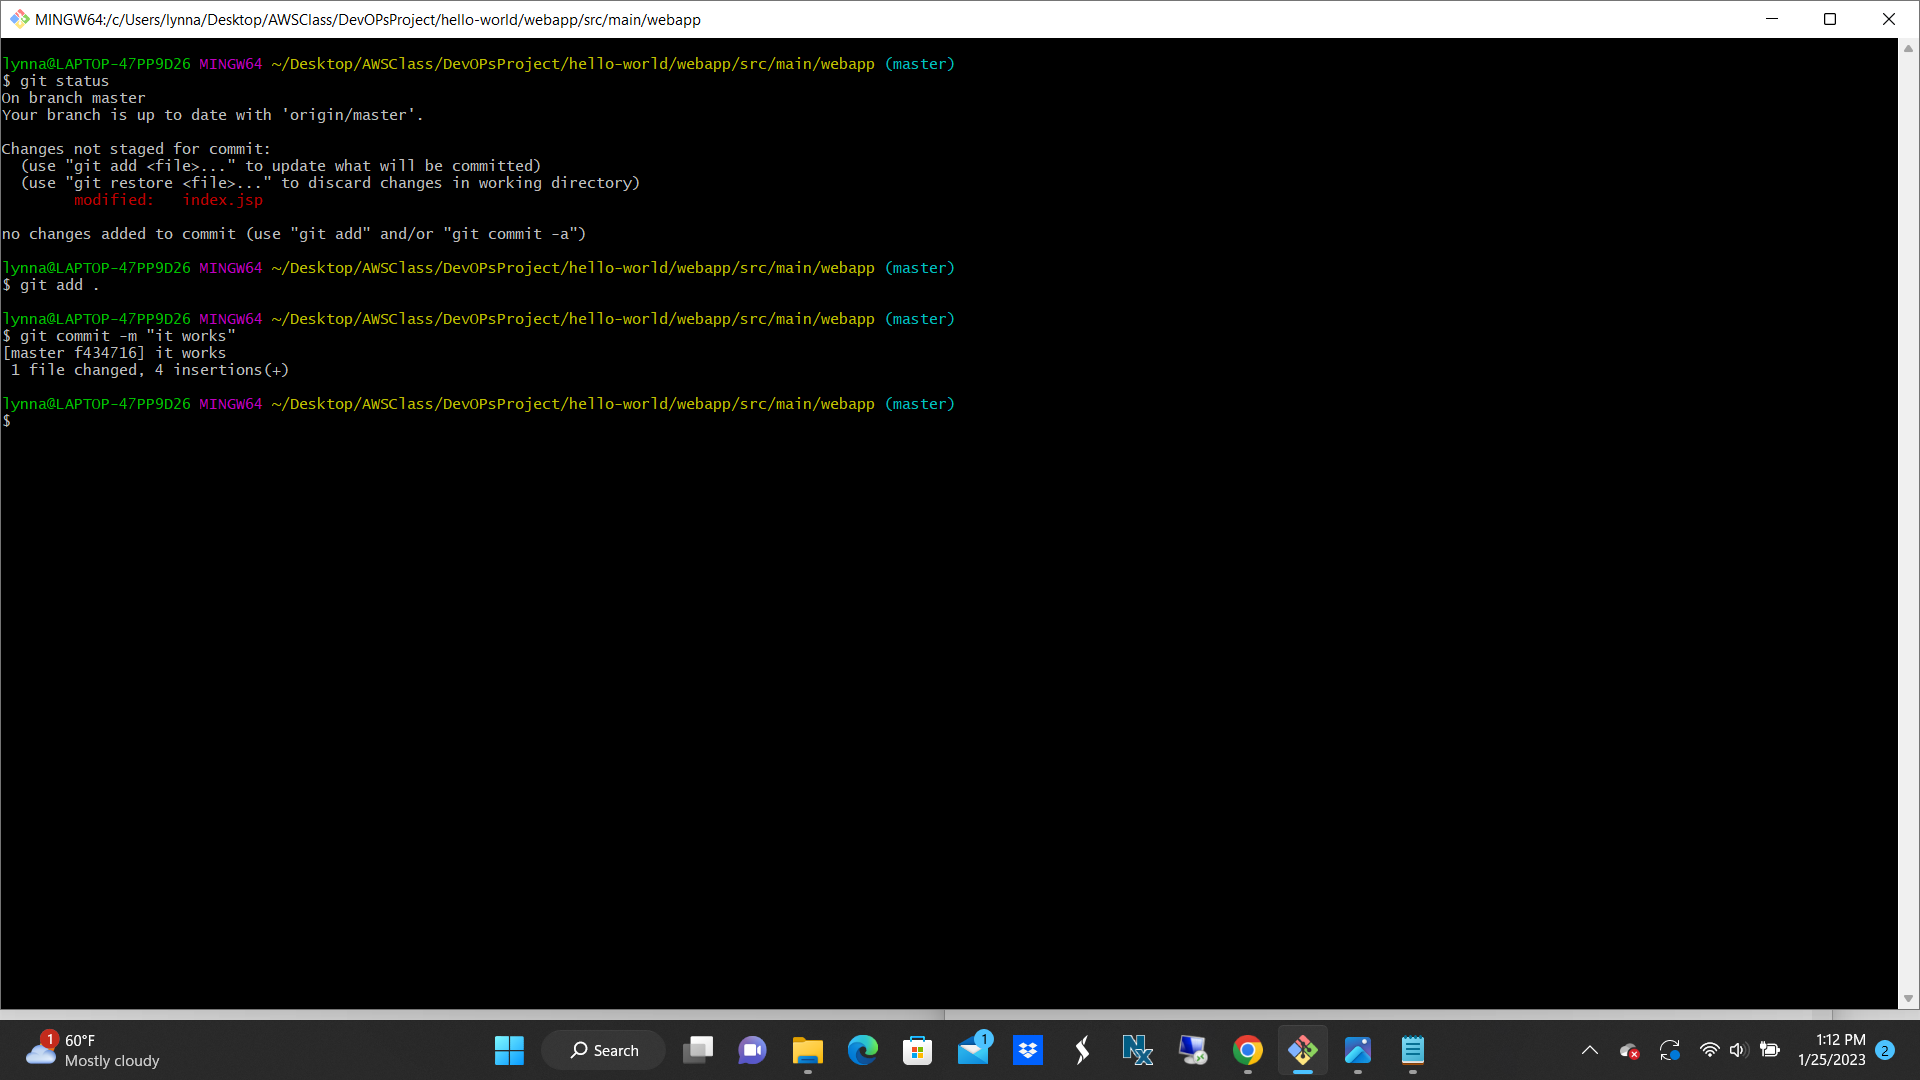 MINGW64:/c/Users/lynna/Desktop/AWSClass/DevOPsProject/hello-world/webapp/src/main/webapp
lynna@LAPTOP-47PP9D26 MINGW64 ~/Desktop/AWSClass/DevOPsProject/hello-world/webapp/src/main/webapp (master)
$ git status
On branch master
Your branch is up to date with 'origin/master'.
Changes not staged for commit:
  (use "git add <file>..." to update what will be committed)
  (use "git restore <file>..." to discard changes in working directory)
        modified:   index.jsp
no changes added to commit (use "git add" and/or "git commit -a")
lynna@LAPTOP-47PP9D26 MINGW64 ~/Desktop/AWSClass/DevOPsProject/hello-world/webapp/src/main/webapp (master)
$ git add .
lynna@LAPTOP-47PP9D26 MINGW64 ~/Desktop/AWSClass/DevOPsProject/hello-world/webapp/src/main/webapp (master)
$ git commit -m "it works"
[master f434716] it works
 1 file changed, 4 insertions(+)
lynna@LAPTOP-47PP9D26 MINGW64 ~/Desktop/AWSClass/DevOPsProject/hello-world/webapp/src/main/webapp (master)
$
1
60°F
Mostly cloudy
Search
1
Nx
1:12 PM
1/25/2023
2